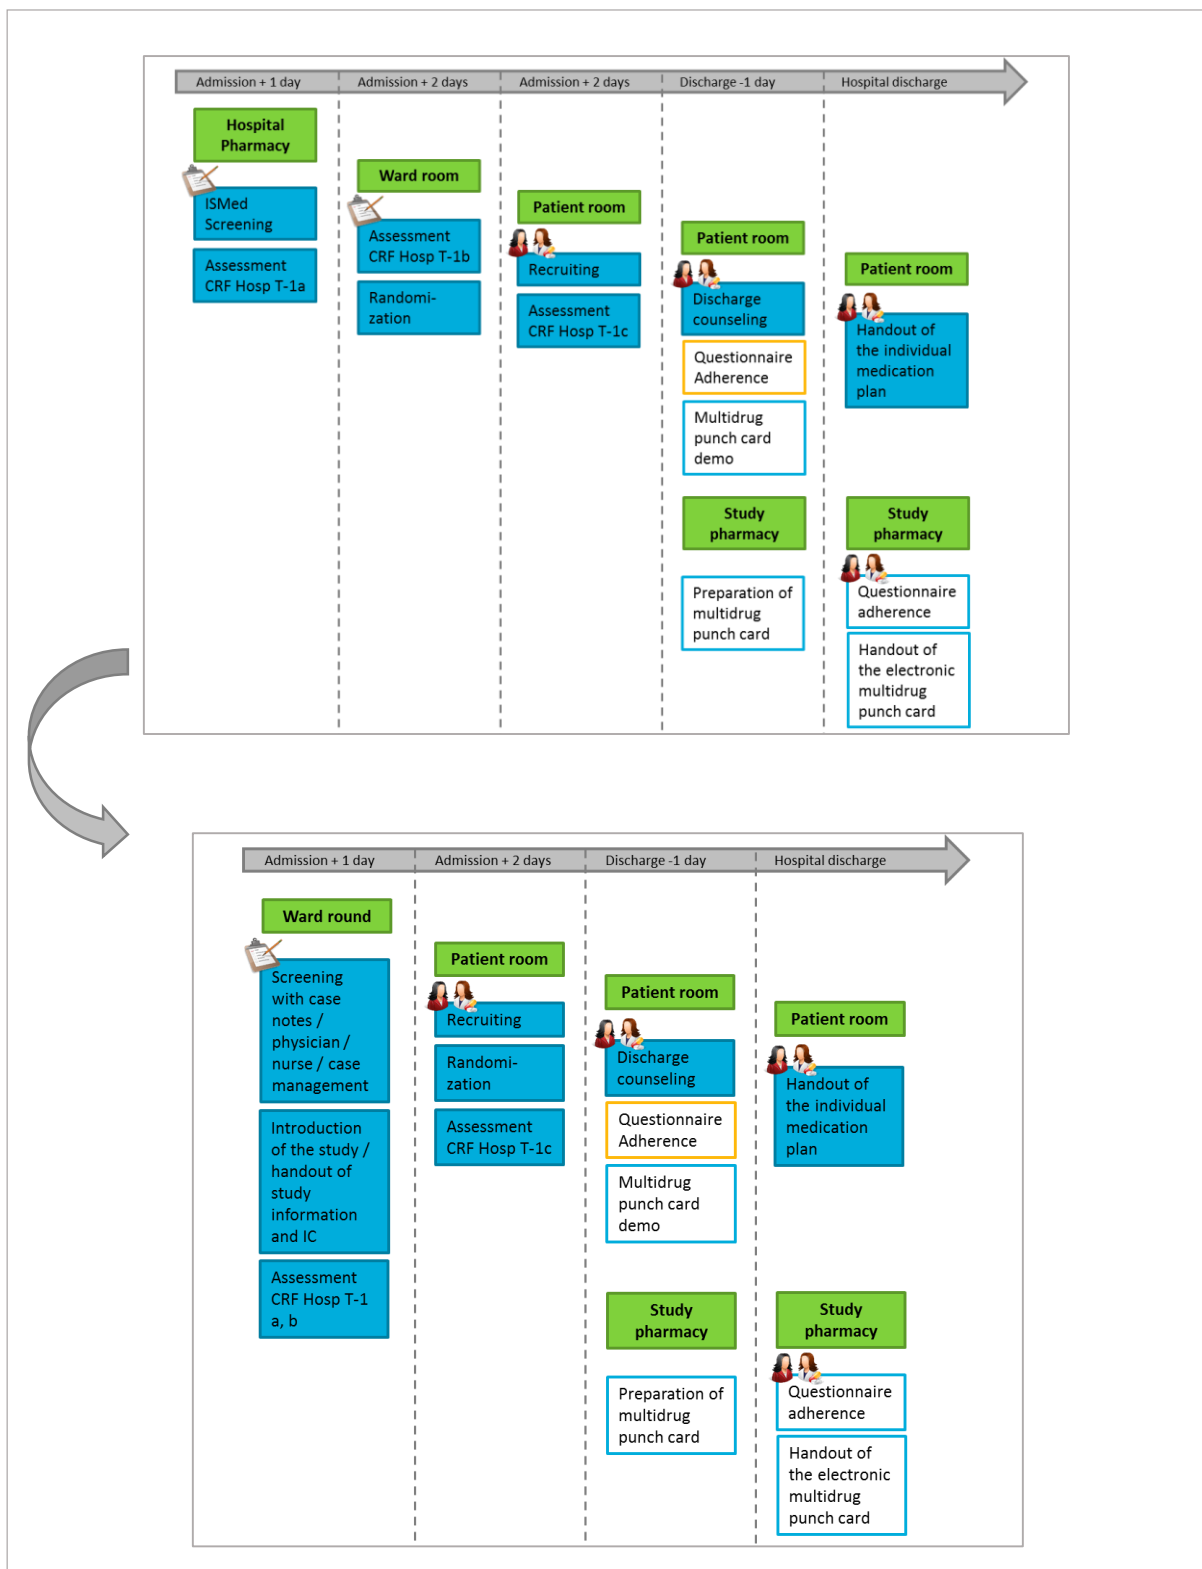 Admission + 1 day
Admission + 2 days
Admission + 2 days
Discharge -1 day
Hospital discharge
Hospital
Pharmacy
ISMed
Screening
Assessment
CRF Hosp T-1a
Ward room
Assessment
CRF Hosp T-1b
Randomi-
zation
Patient room
Recruiting
Assessment
CRF Hosp T-1c
Patient room
Discharge
counseling
Questionnaire
Adherence
Multidrug
punch card
demo
Study
pharmacy
Preparation of
multidrug
punch card
Patient room
Handout of
the individual
medication
plan
Study
pharmacy
Questionnaire
adherence
Handout of
the electronic
multidrug
punch card
Admission + 1 day
Admission + 2 days
Discharge -1 day
Hospital discharge
Ward round
Screening
with case
notes /
physician /
nurse / case
management
Introduction
of the study /
handout of
study
information
and IC
Assessment
CRF Hosp T-1
a, b
Patient room
Recruiting
Randomi-
zation
Assessment
CRF Hosp T-1c
Patient room
Discharge
counseling
Questionnaire
Adherence
Multidrug
punch card
demo
Study
pharmacy
Preparation of
multidrug
punch card
Patient room
Handout of
the individual
medication
plan
Study
pharmacy
Questionnaire
adherence
Handout of
the electronic
multidrug
punch card